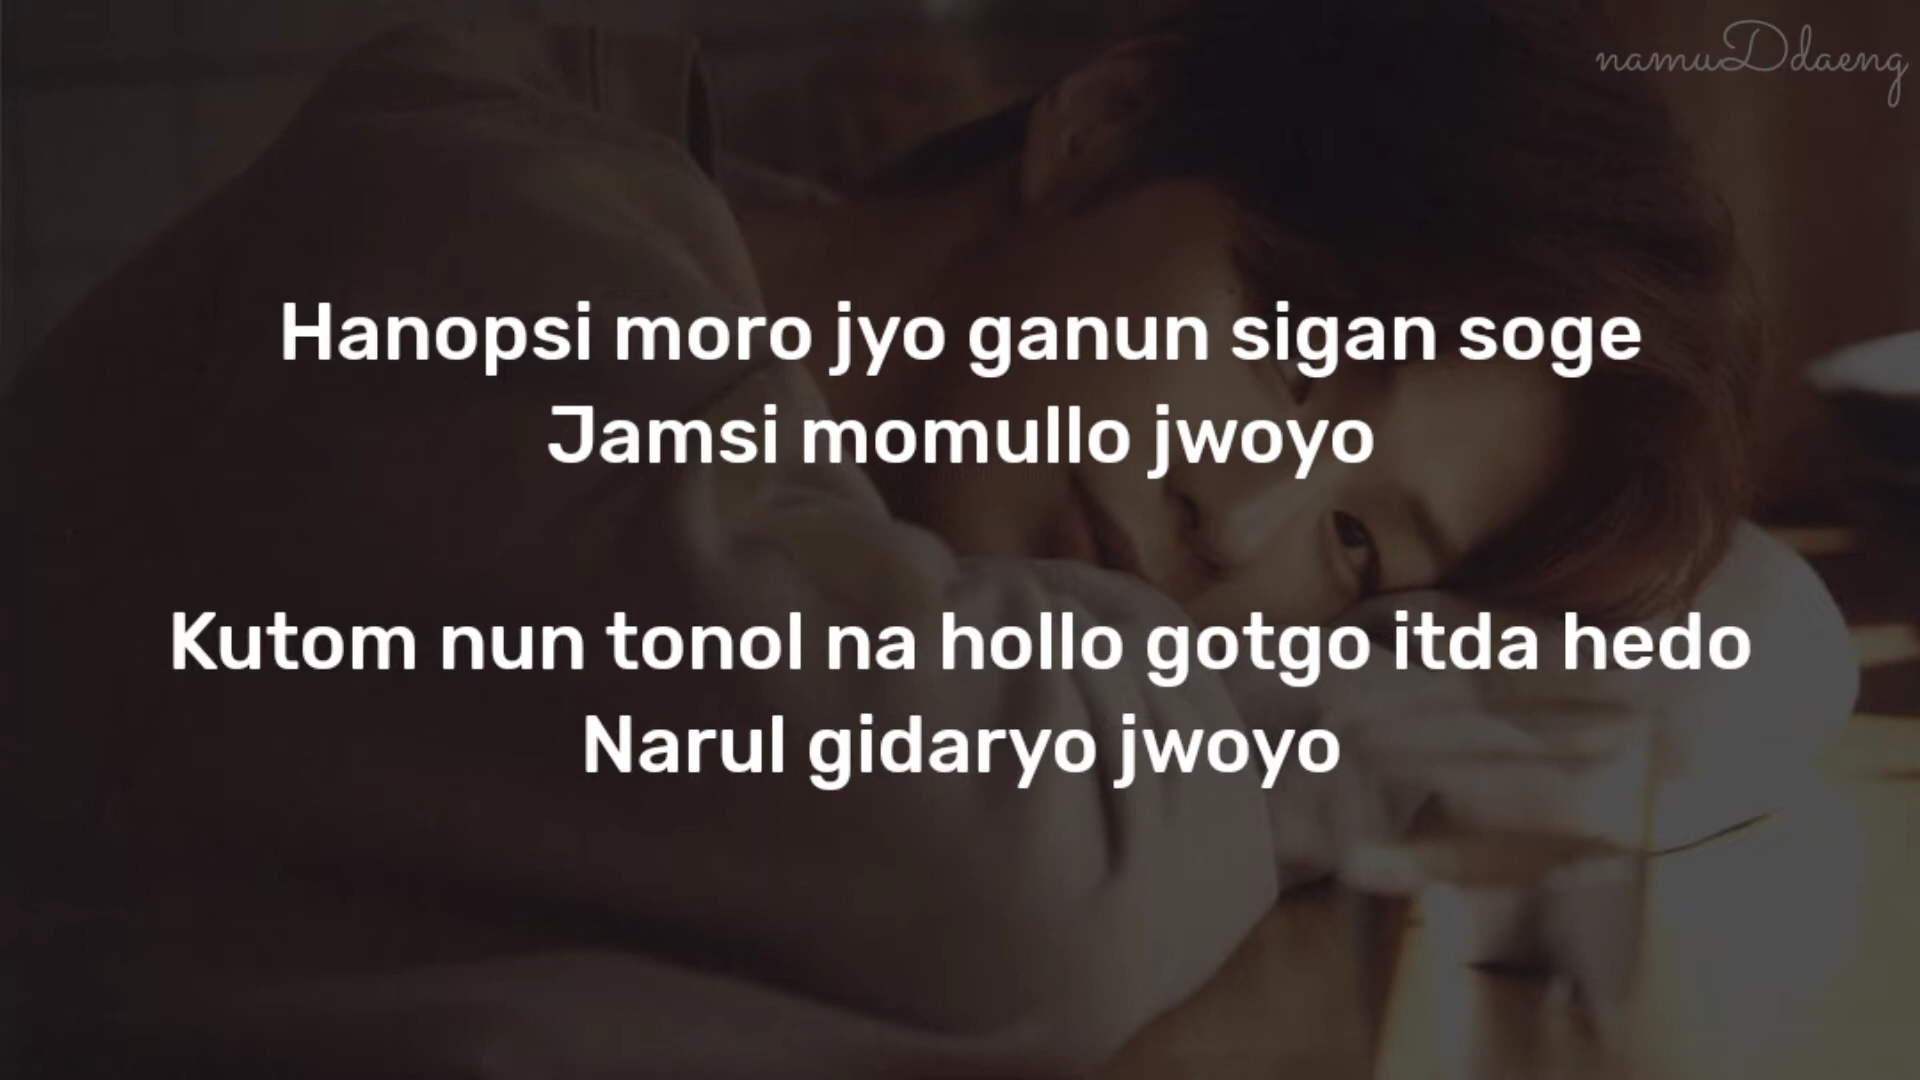 namuDdaeng
Hanopsi moro jyo ganun sigan soge
Jamsi momullo jwoyo
Kutom nun tonol na hollo gotgo itda hedo
Narul gidaryo jwoyo